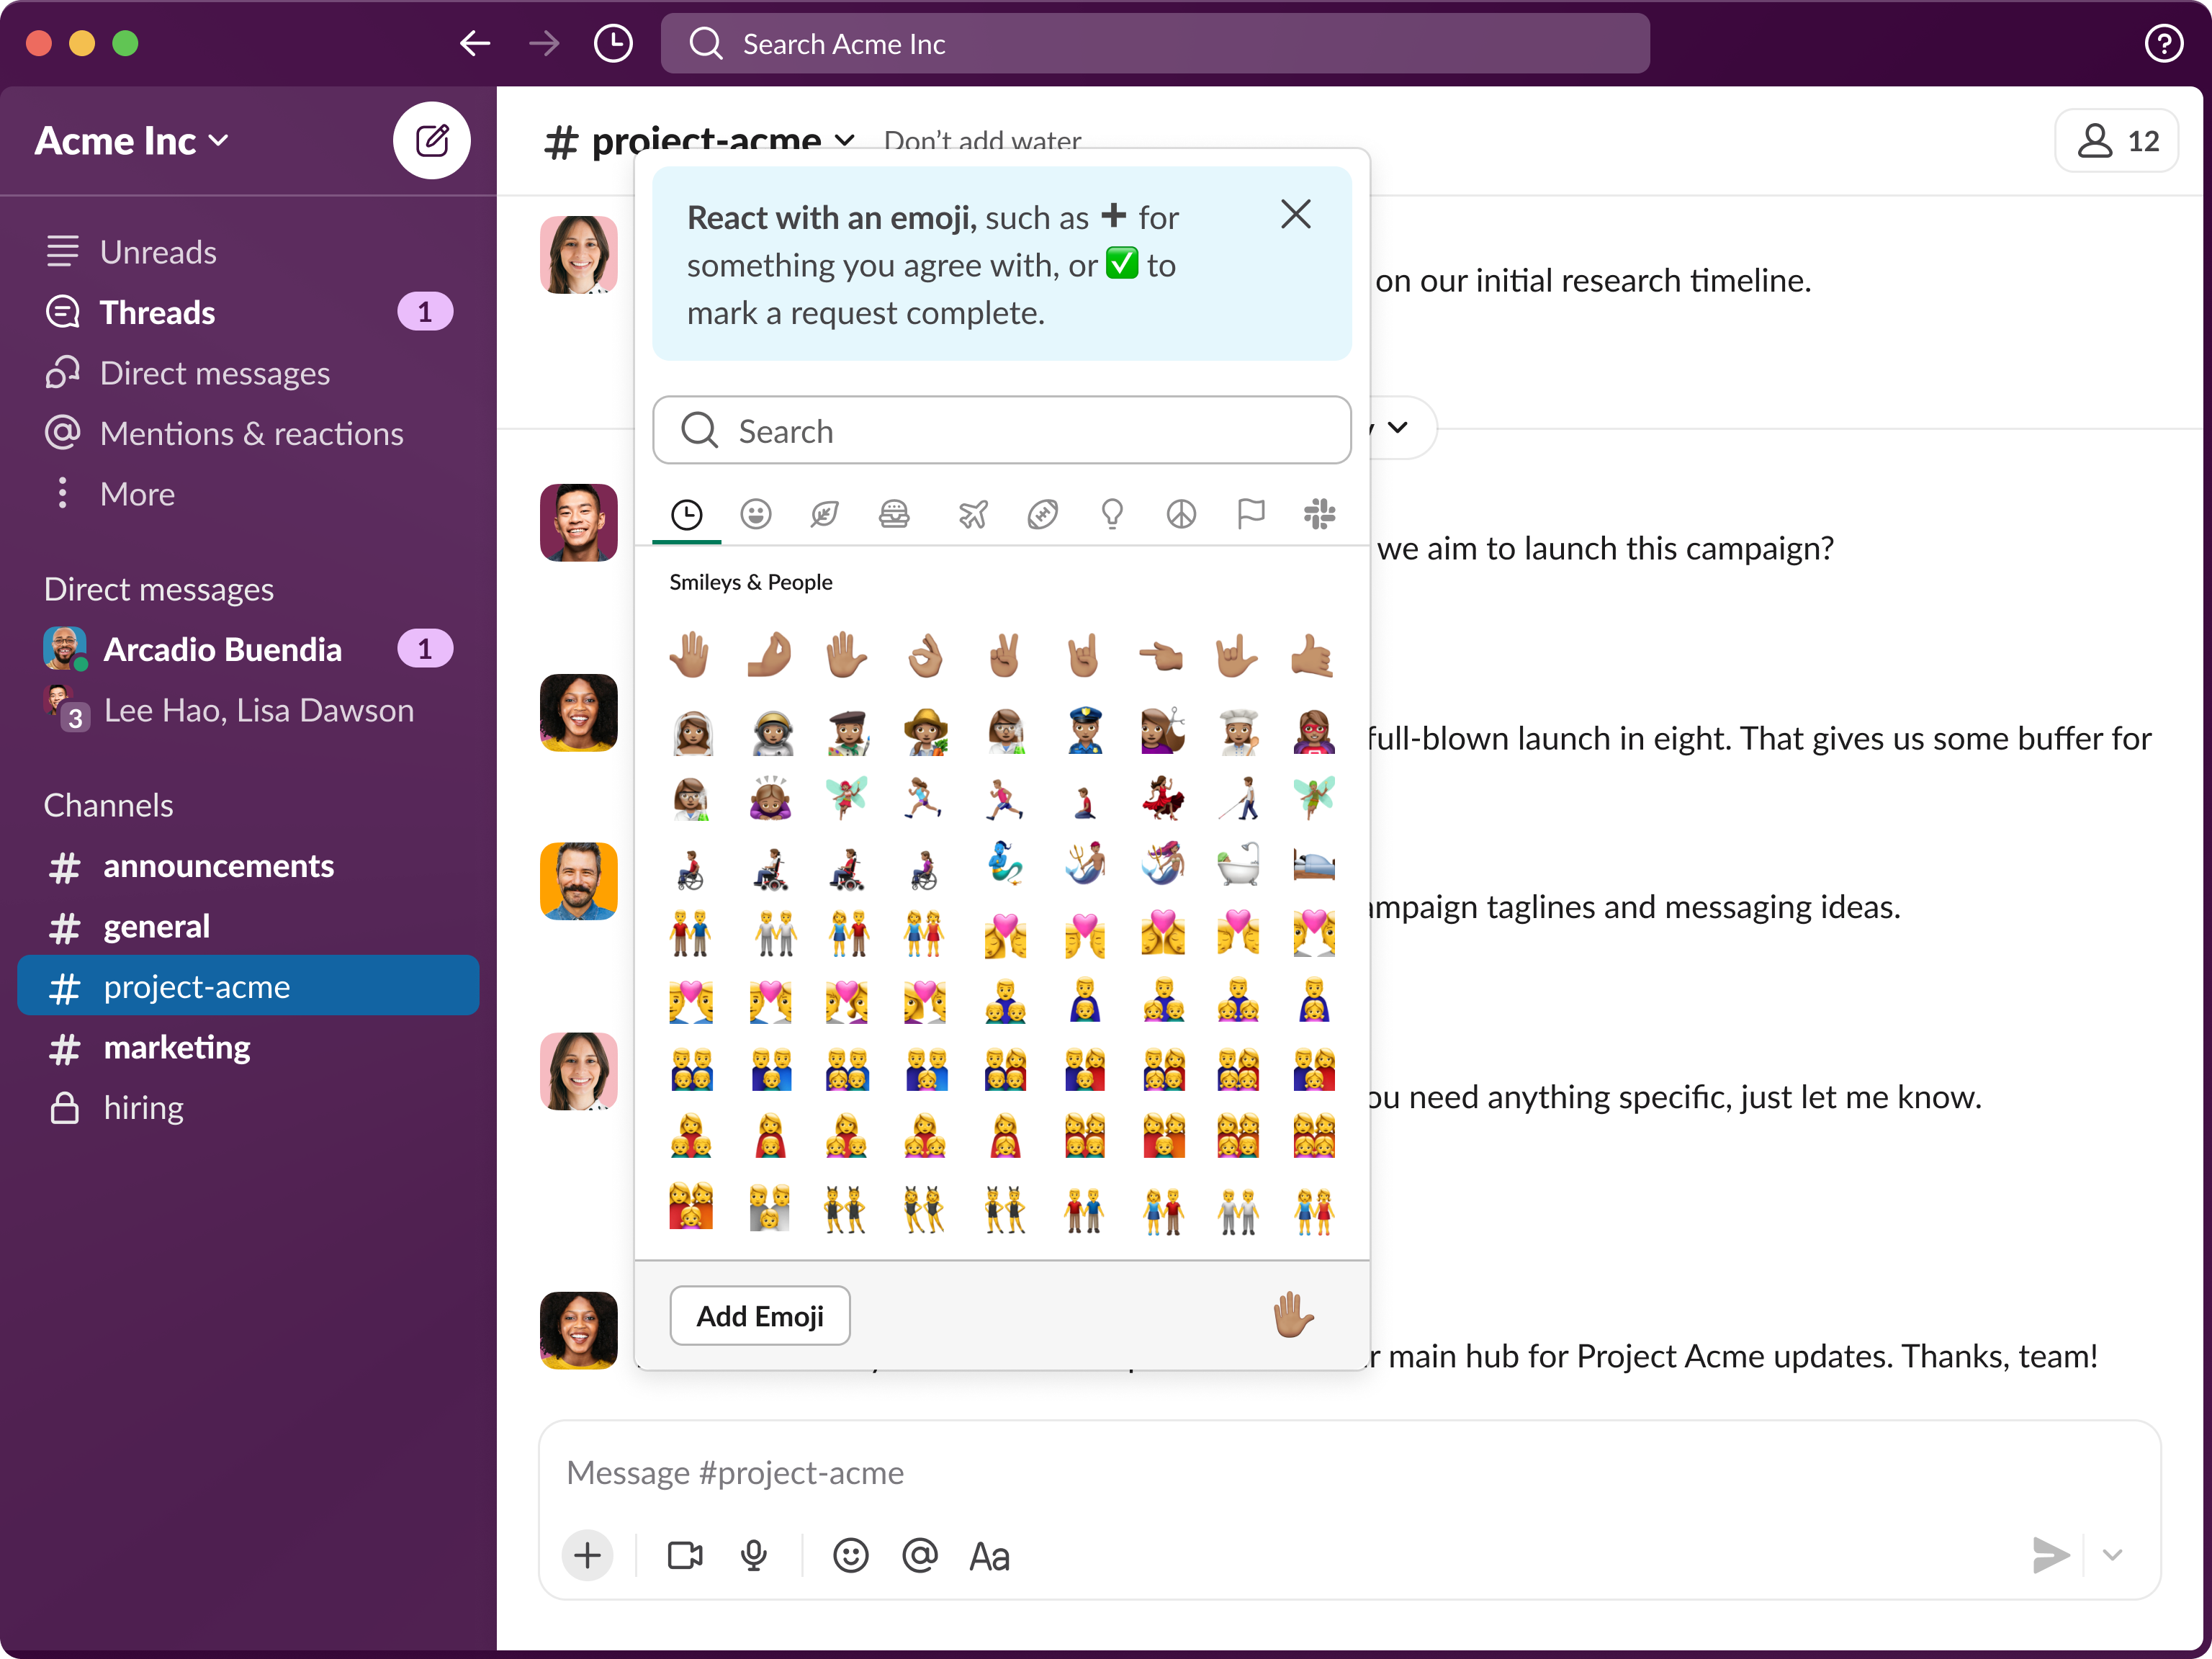 Search Acme Inc
Acme Inc
Unreads
Threads 1
Direct messages
Mentions & reactions
More
Direct messages
Arcadio Buendia 1
3 Lee Hao, Lisa Dawson
Channels
# announcements
# general
# project-acme
# marketing
hiring
# project-acme Don’t add water
12
React with an emoji, such as ➕ for
something you agree with, or ✅ to
mark a request complete.
Search
Smileys & People
Add Emoji
on our initial research timeline.
we aim to launch this campaign?
full-blown launch in eight. That gives us some buffer for
taglines and messaging ideas.
need anything specific, just let me know.
main hub for Project Acme updates. Thanks, team!
Message #project-acme
Aa